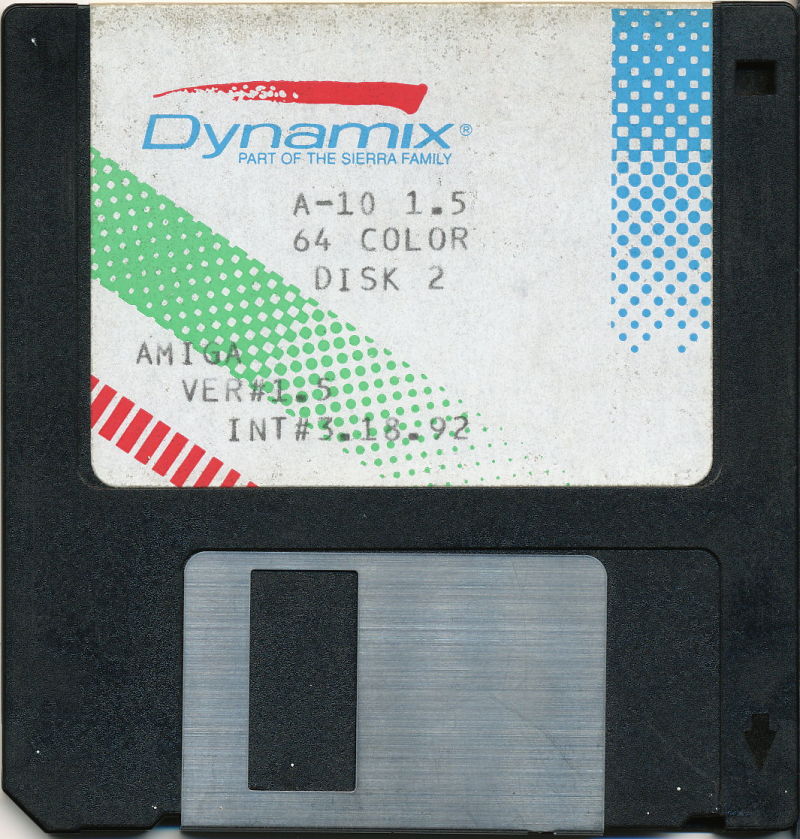 Dynamix®
PART OF THE SIERRA FAMILY
A-10 1.5
64 COLOR
DISK 2
AMIGA
VER#1.5
INT#3.18.92